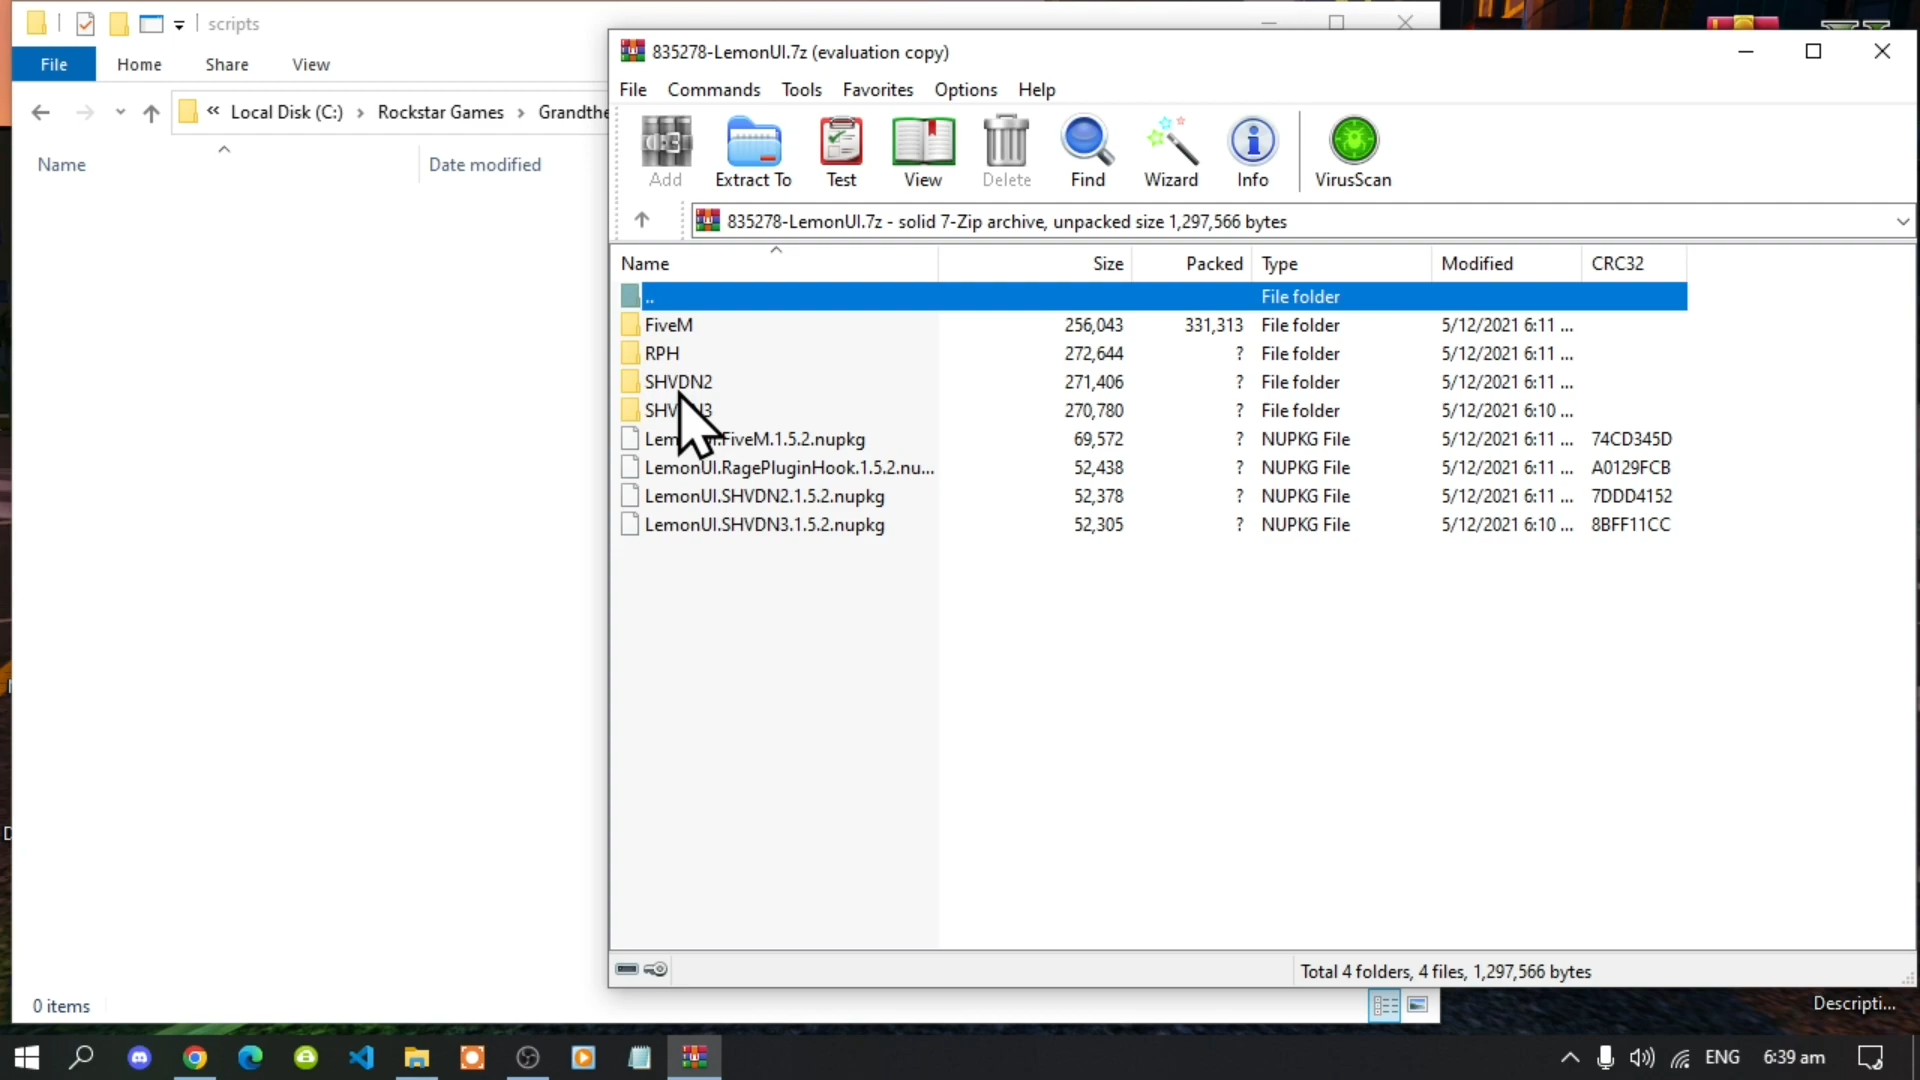 scripts
File Home Share View
« Local Disk (C:) › Rockstar Games › Grandthe
Name Date modified
0 items
835278-LemonUI.7z (evaluation copy)
File Commands Tools Favorites Options Help
Add Extract To Test View Delete Find Wizard Info VirusScan
835278-LemonUI.7z - solid 7-Zip archive, unpacked size 1,297,566 bytes
Name Size Packed Type Modified CRC32
.. File folder
FiveM 256,043 331,313 File folder 5/12/2021 6:11 ...
RPH 272,644 ? File folder 5/12/2021 6:11 ...
SHVDN2 271,406 ? File folder 5/12/2021 6:11 ...
SHVDN3 270,780 ? File folder 5/12/2021 6:10 ...
LemonUI.FiveM.1.5.2.nupkg 69,572 ? NUPKG File 5/12/2021 6:11 ... 74CD345D
LemonUI.RagePluginHook.1.5.2.nu... 52,438 ? NUPKG File 5/12/2021 6:11 ... A0129FCB
LemonUI.SHVDN2.1.5.2.nupkg 52,378 ? NUPKG File 5/12/2021 6:11 ... 7DDD4152
LemonUI.SHVDN3.1.5.2.nupkg 52,305 ? NUPKG File 5/12/2021 6:10 ... 8BFF11CC
Total 4 folders, 4 files, 1,297,566 bytes
Descripti...
ENG 6:39 am